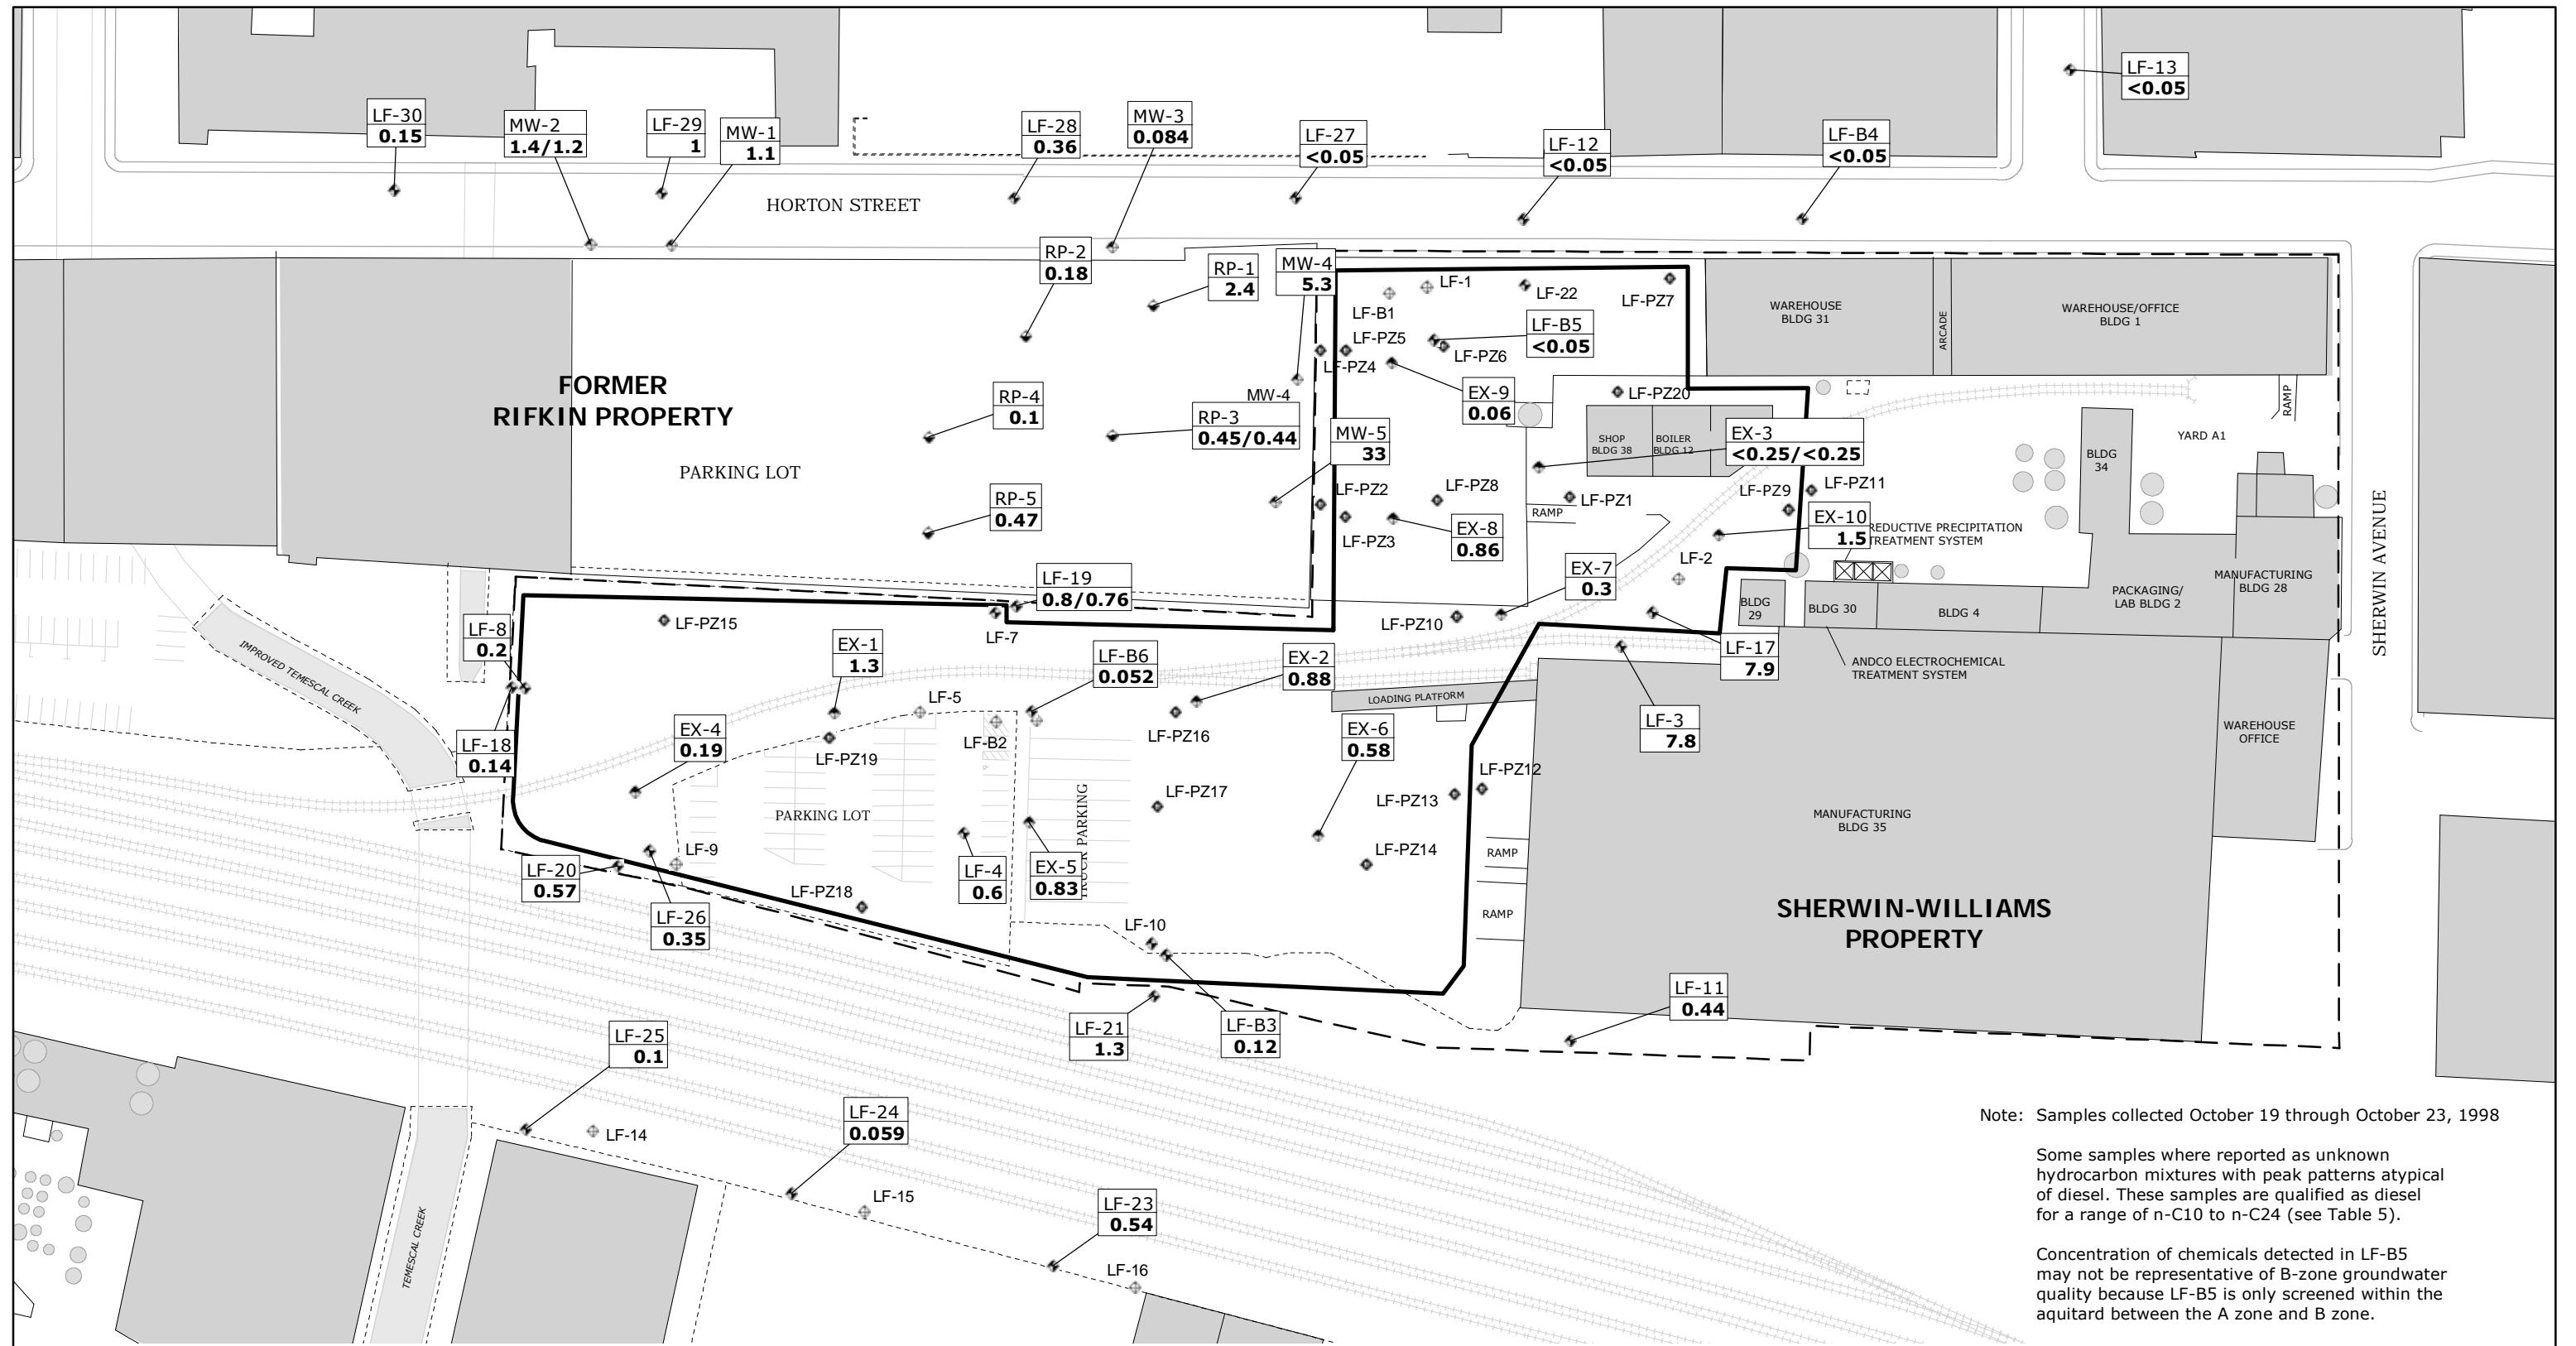 LF-13
<0.05
LF-30
0.15
MW-2
1.4/1.2
LF-29
1
MW-1
1.1
LF-28
0.36
MW-3
0.084
LF-27
<0.05
LF-12
<0.05
LF-B4
<0.05
HORTON STREET
RP-2
0.18
RP-1
2.4
MW-4
5.3
LF-1
LF-22
LF-PZ7
LF-B1
WAREHOUSE
BLDG 31
ARCADE
WAREHOUSE/OFFICE
BLDG 1
LF-B5
<0.05
LF-PZ5
LF-PZ6
LF-PZ4
FORMER
RIFKIN PROPERTY
RP-4
0.1
MW-4
RP-3
0.45/0.44
EX-9
0.06
LF-PZ20
RAMP
MW-5
33
SHOP
BLDG 38
BOILER
BLDG 12
EX-3
<0.25/<0.25
YARD A1
BLDG
34
PARKING LOT
RP-5
0.47
LF-PZ2
LF-PZ8
LF-PZ1
RAMP
LF-PZ9
LF-PZ11
LF-PZ3
EX-8
0.86
EX-10
1.5
REDUCTIVE PRECIPITATION
TREATMENT SYSTEM
SHERWIN AVENUE
LF-2
EX-7
0.3
LF-19
0.8/0.76
LF-PZ15
LF-7
LF-PZ10
BLDG
29
BLDG 30
BLDG 4
PACKAGING/
LAB BLDG 2
MANUFACTURING
BLDG 28
LF-8
0.2
IMPROVED TEMESCAL CREEK
EX-1
1.3
LF-B6
0.052
EX-2
0.88
LF-17
7.9
ANDCO ELECTROCHEMICAL
TREATMENT SYSTEM
LOADING PLATFORM
LF-5
LF-18
0.14
EX-4
0.19
LF-B2
LF-PZ16
EX-6
0.58
LF-3
7.8
WAREHOUSE
OFFICE
LF-PZ19
LF-PZ12
LF-PZ13
LF-PZ17
PARKING LOT
TRUCK PARKING
MANUFACTURING
BLDG 35
LF-9
LF-20
0.57
LF-4
0.6
EX-5
0.83
LF-PZ14
RAMP
LF-PZ18
LF-26
0.35
LF-10
RAMP
SHERWIN-WILLIAMS
PROPERTY
LF-11
0.44
LF-21
1.3
LF-B3
0.12
LF-25
0.1
LF-24
0.059
LF-14
LF-15
LF-23
0.54
LF-16
TEMESCAL CREEK
Note: Samples collected October 19 through October 23, 1998
Some samples where reported as unknown
hydrocarbon mixtures with peak patterns atypical
of diesel. These samples are qualified as diesel
for a range of n-C10 to n-C24 (see Table 5).
Concentration of chemicals detected in LF-B5
may not be representative of B-zone groundwater
quality because LF-B5 is only screened within the
aquitard between the A zone and B zone.